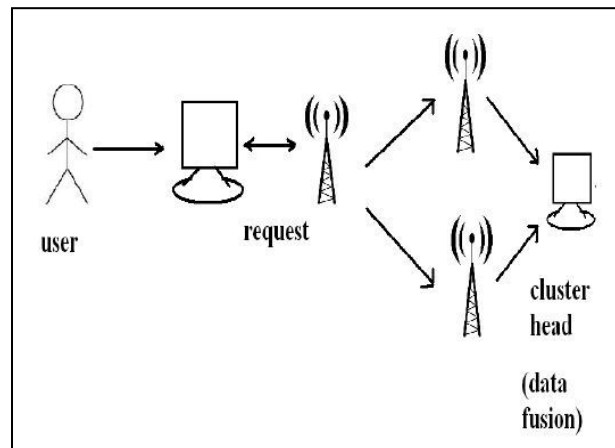 user
request
cluster
head
(data
fusion)